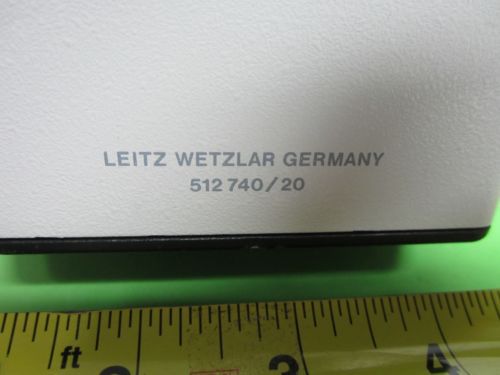 LEITZ WETZLAR GERMANY
512 740/20
ft 2 3 4